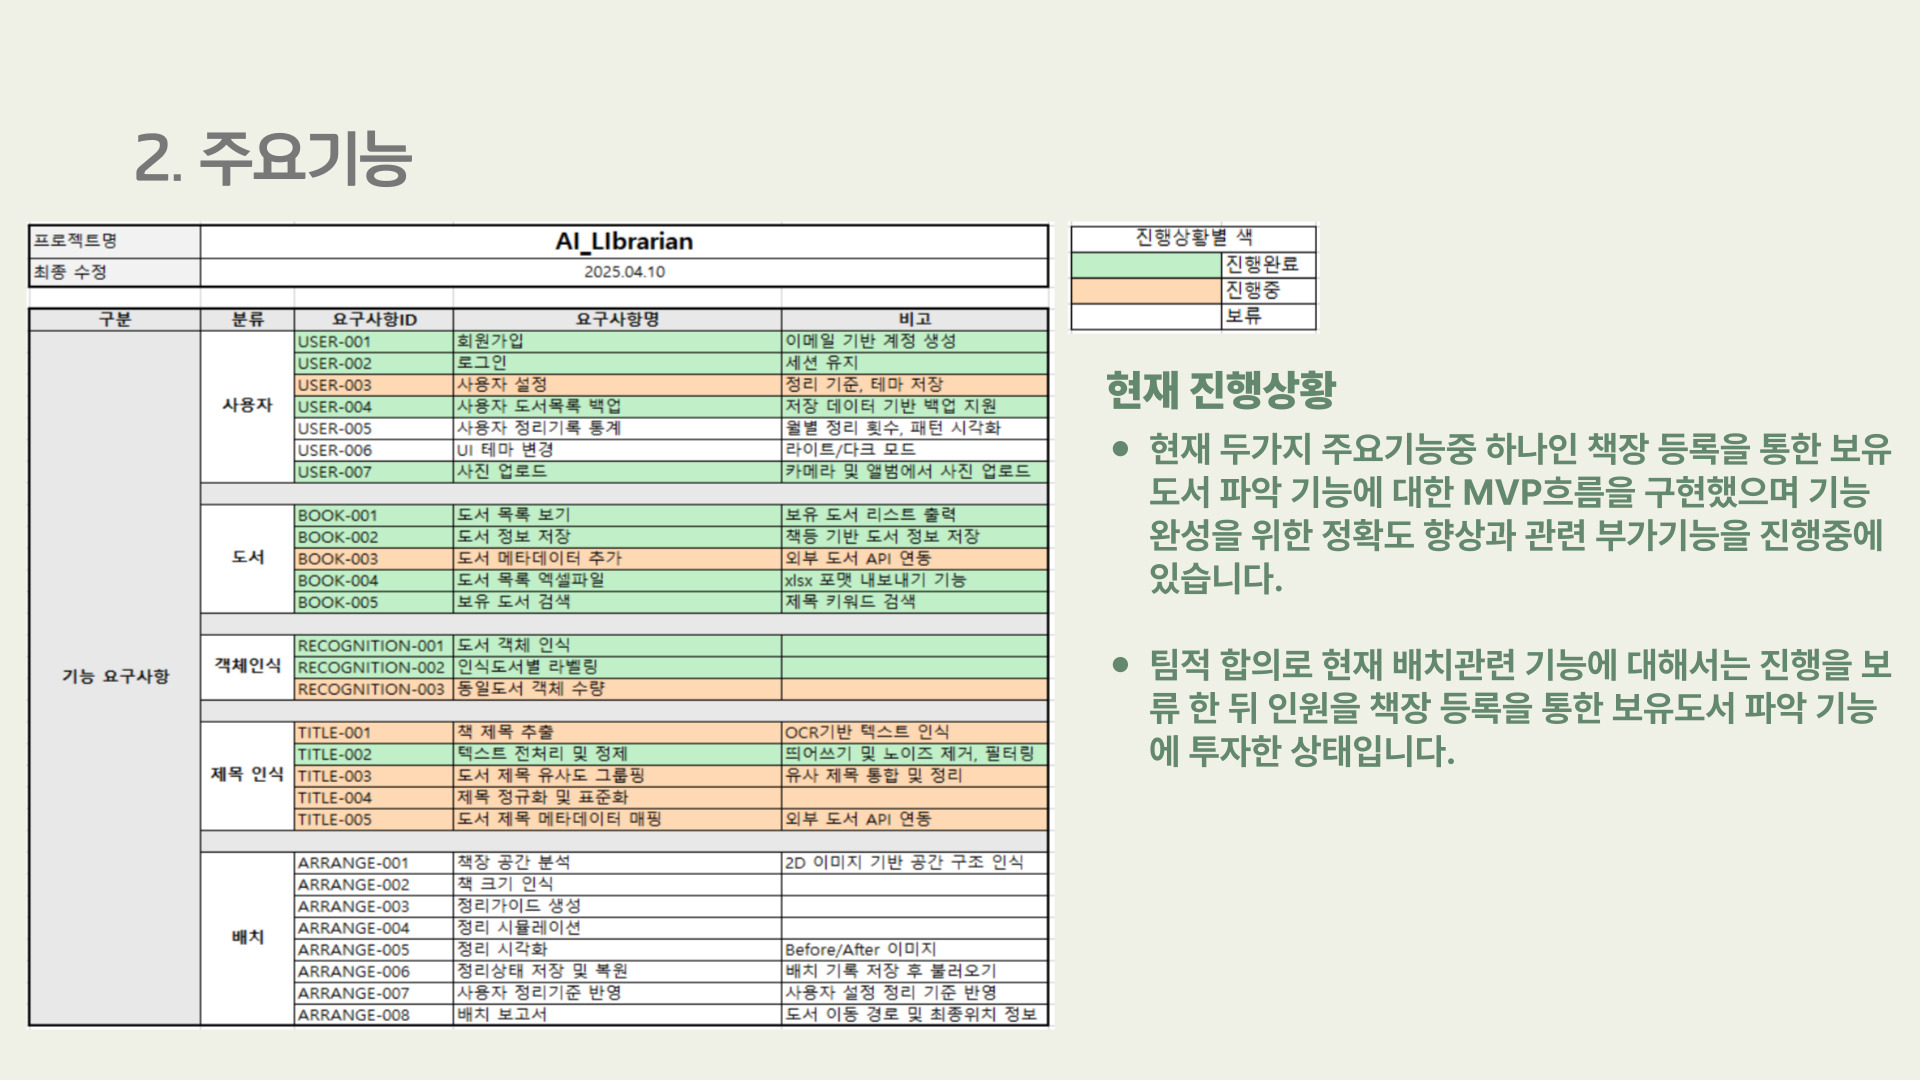 2. 주요기능
프로젝트명 AI_LIbrarian
최종 수정 2025.04.10
구분 분류 요구사항ID 요구사항명 비고
기능 요구사항
사용자
USER-001 회원가입 이메일 기반 계정 생성
USER-002 로그인 세션 유지
USER-003 사용자 설정 정리 기준, 테마 저장
USER-004 사용자 도서목록 백업 저장 데이터 기반 백업 지원
USER-005 사용자 정리기록 통계 월별 정리 횟수, 패턴 시각화
USER-006 UI 테마 변경 라이트/다크 모드
USER-007 사진 업로드 카메라 및 앨범에서 사진 업로드
도서
BOOK-001 도서 목록 보기 보유 도서 리스트 출력
BOOK-002 도서 정보 저장 책등 기반 도서 정보 저장
BOOK-003 도서 메타데이터 추가 외부 도서 API 연동
BOOK-004 도서 목록 엑셀파일 xlsx 포맷 내보내기 기능
BOOK-005 보유 도서 검색 제목 키워드 검색
객체인식
RECOGNITION-001 도서 객체 인식
RECOGNITION-002 인식도서별 라벨링
RECOGNITION-003 동일도서 객체 수량
제목 인식
TITLE-001 책 제목 추출 OCR기반 텍스트 인식
TITLE-002 텍스트 전처리 및 정제 띄어쓰기 및 노이즈 제거, 필터링
TITLE-003 도서 제목 유사도 그룹핑 유사 제목 통합 및 정리
TITLE-004 제목 정규화 및 표준화
TITLE-005 도서 제목 메타데이터 매핑 외부 도서 API 연동
배치
ARRANGE-001 책장 공간 분석 2D 이미지 기반 공간 구조 인식
ARRANGE-002 책 크기 인식
ARRANGE-003 정리가이드 생성
ARRANGE-004 정리 시뮬레이션
ARRANGE-005 정리 시각화 Before/After 이미지
ARRANGE-006 정리상태 저장 및 복원 배치 기록 저장 후 불러오기
ARRANGE-007 사용자 정리기준 반영 사용자 설정 정리 기준 반영
ARRANGE-008 배치 보고서 도서 이동 경로 및 최종위치 정보
진행상황별 색
진행완료
진행중
보류
현재 진행상황
● 현재 두가지 주요기능중 하나인 책장 등록을 통한 보유
도서 파악 기능에 대한 MVP흐름을 구현했으며 기능
완성을 위한 정확도 향상과 관련 부가기능을 진행중에
있습니다.
● 팀적 합의로 현재 배치관련 기능에 대해서는 진행을 보
류 한 뒤 인원을 책장 등록을 통한 보유도서 파악 기능
에 투자한 상태입니다.